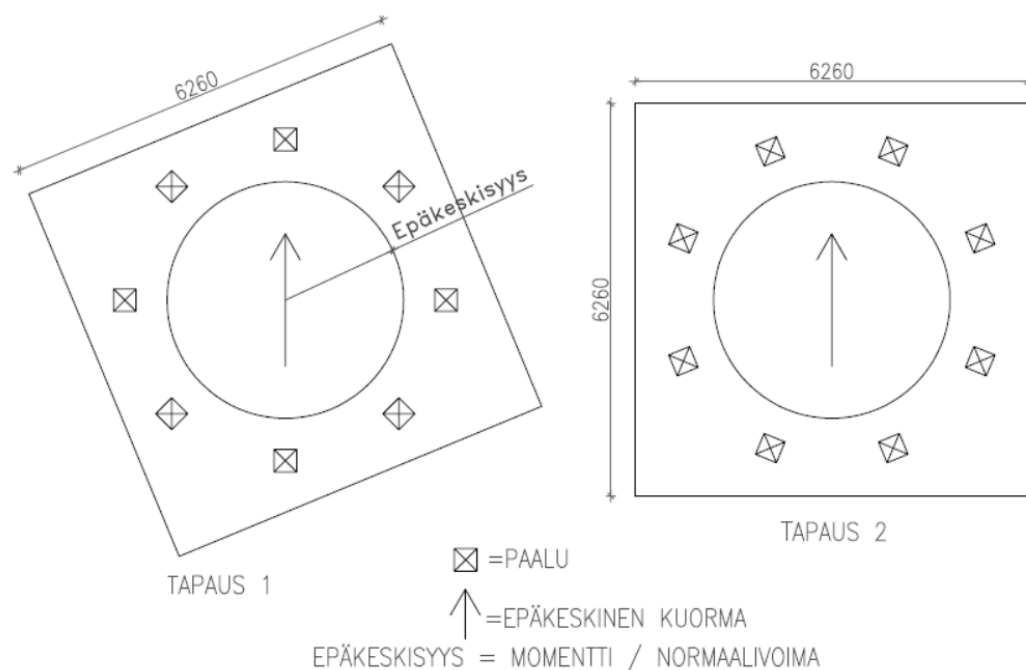 6260
Epäkeskisyys
TAPAUS 1
6260
6260
TAPAUS 2
=PAALU
=EPÄKESKINEN KUORMA
EPÄKESKISYYS = MOMENTTI / NORMAALIVOIMA